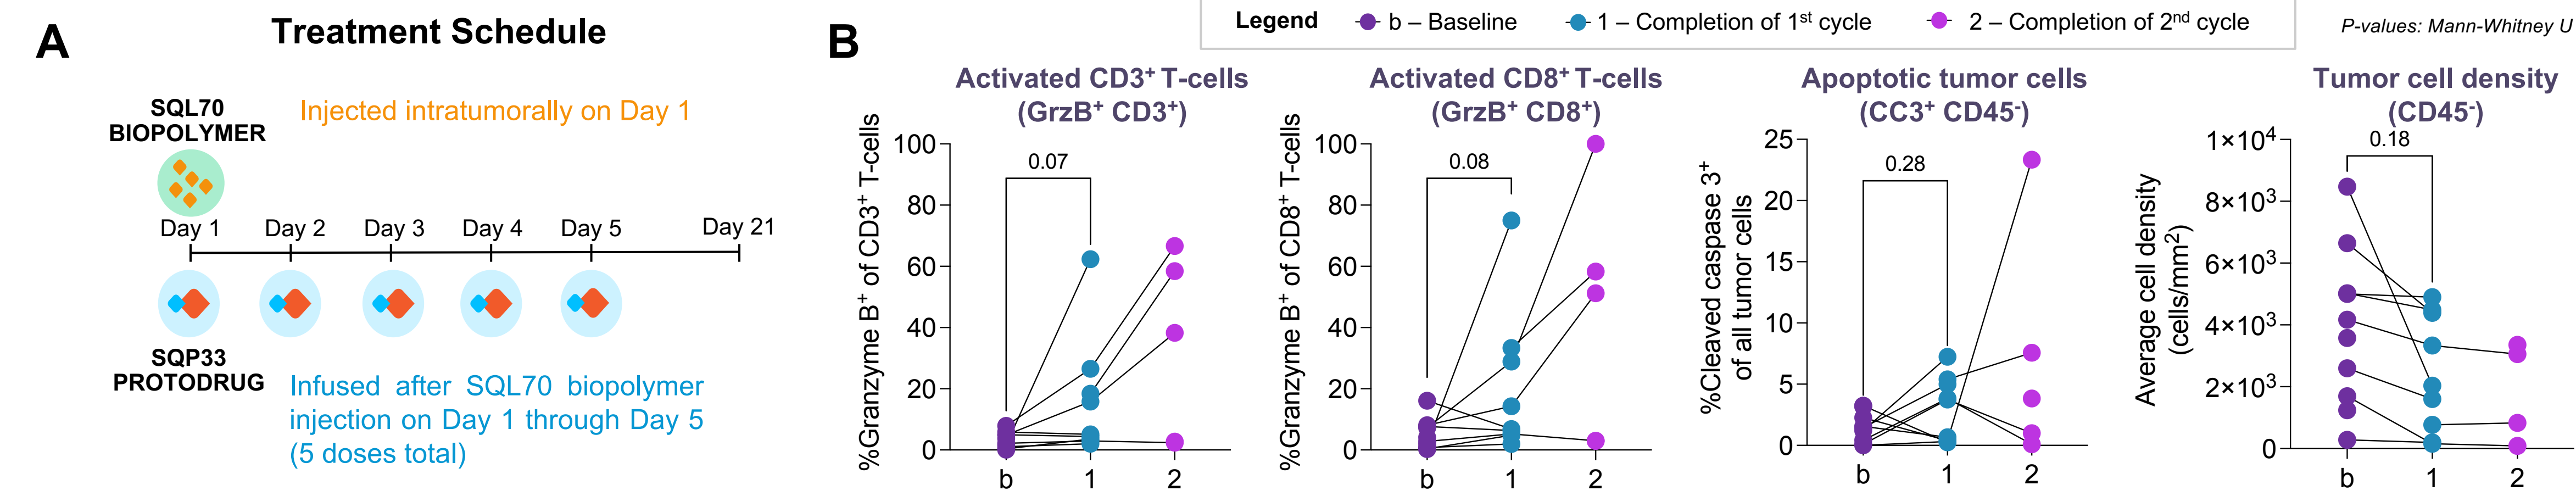 A
Treatment Schedule
SQL70
BIOPOLYMER
Injected intratumorally on Day 1
Day 1
Day 2
Day 3
Day 4
Day 5
Day 21
SQP33
PROTODRUG
Infused after SQL70 biopolymer
injection on Day 1 through Day 5
(5 doses total)
B
Legend
b – Baseline
1 – Completion of 1st cycle
2 – Completion of 2nd cycle
P-values: Mann-Whitney U
Activated CD3+ T-cells
(GrzB+ CD3+)
%Granzyme B+ of CD3+ T-cells
100
80
60
40
20
0
0.07
b
1
2
Activated CD8+ T-cells
(GrzB+ CD8+)
%Granzyme B+ of CD8+ T-cells
100
80
60
40
20
0
0.08
b
1
2
Apoptotic tumor cells
(CC3+ CD45-)
%Cleaved caspase 3+
of all tumor cells
25
20
15
10
5
0
0.28
b
1
2
Tumor cell density
(CD45-)
Average cell density
(cells/mm2)
1×104
8×103
6×103
4×103
2×103
0
0.18
b
1
2